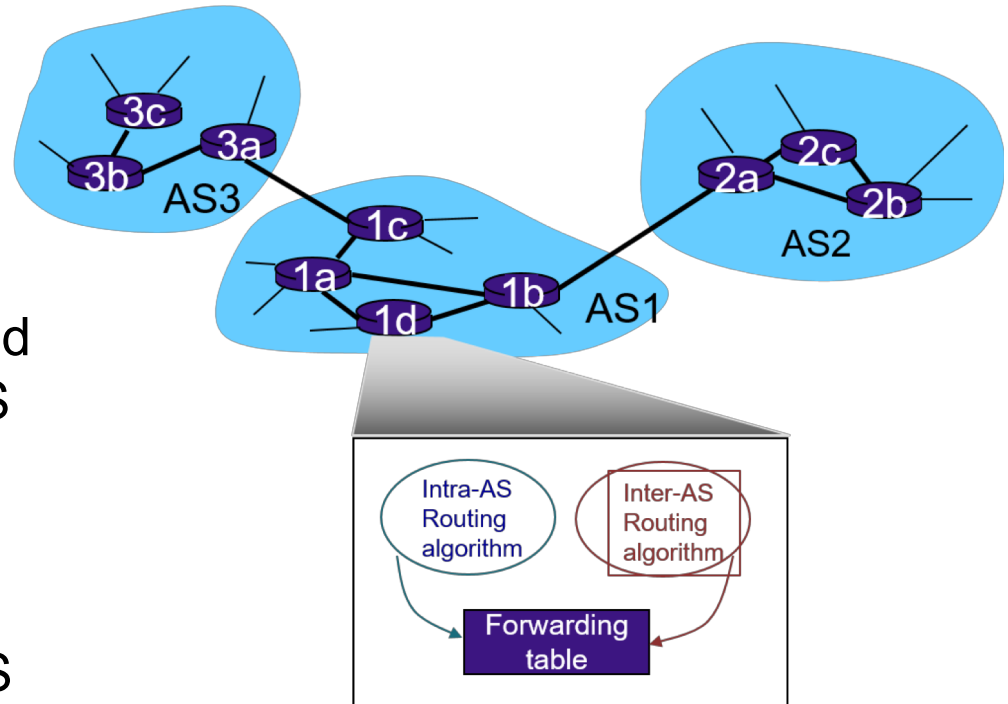 3c
3a
3b
AS3
2c
2a
2b
AS2
1c
1a
1b
1d
AS1
d
S
Intra-AS
Routing
algorithm
Inter-AS
Routing
algorithm
Forwarding
table
S